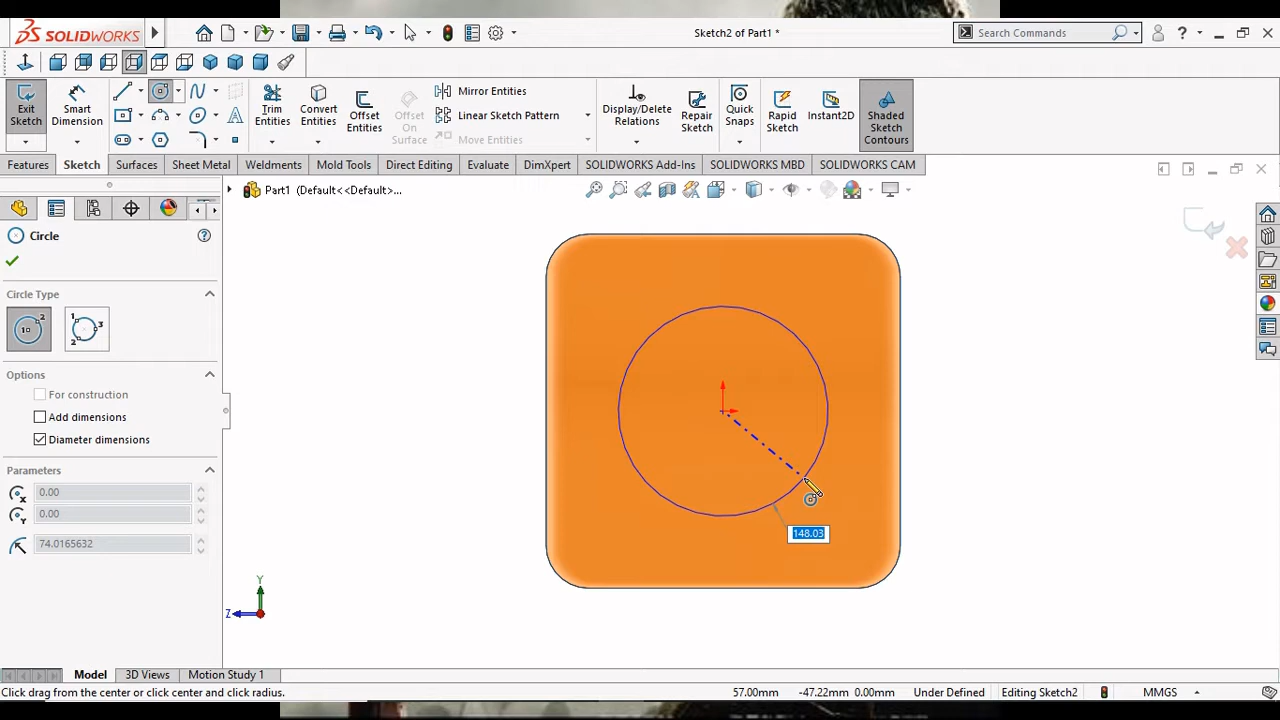 SOLIDWORKS
Sketch2 of Part1 *
Search Commands
?
Exit
Sketch
Smart
Dimension
Trim
Entities
Convert
Entities
Offset
Entities
Offset
On
Surface
Mirror Entities
Linear Sketch Pattern
Move Entities
Display/Delete
Relations
Repair
Sketch
Quick
Snaps
Rapid
Sketch
Instant2D
Shaded
Sketch
Contours
Features
Sketch
Surfaces
Sheet Metal
Weldments
Mold Tools
Direct Editing
Evaluate
DimXpert
SOLIDWORKS Add-Ins
SOLIDWORKS MBD
SOLIDWORKS CAM
Part1 (Default<<Default>...
Circle
?
Circle Type
Options
For construction
Add dimensions
Diameter dimensions
Parameters
0.00
0.00
74.0165632
148.03
Y
Z
Model
3D Views
Motion Study 1
Click drag from the center or click center and click radius.
57.00mm
-47.22mm 0.00mm
Under Defined
Editing Sketch2
MMGS